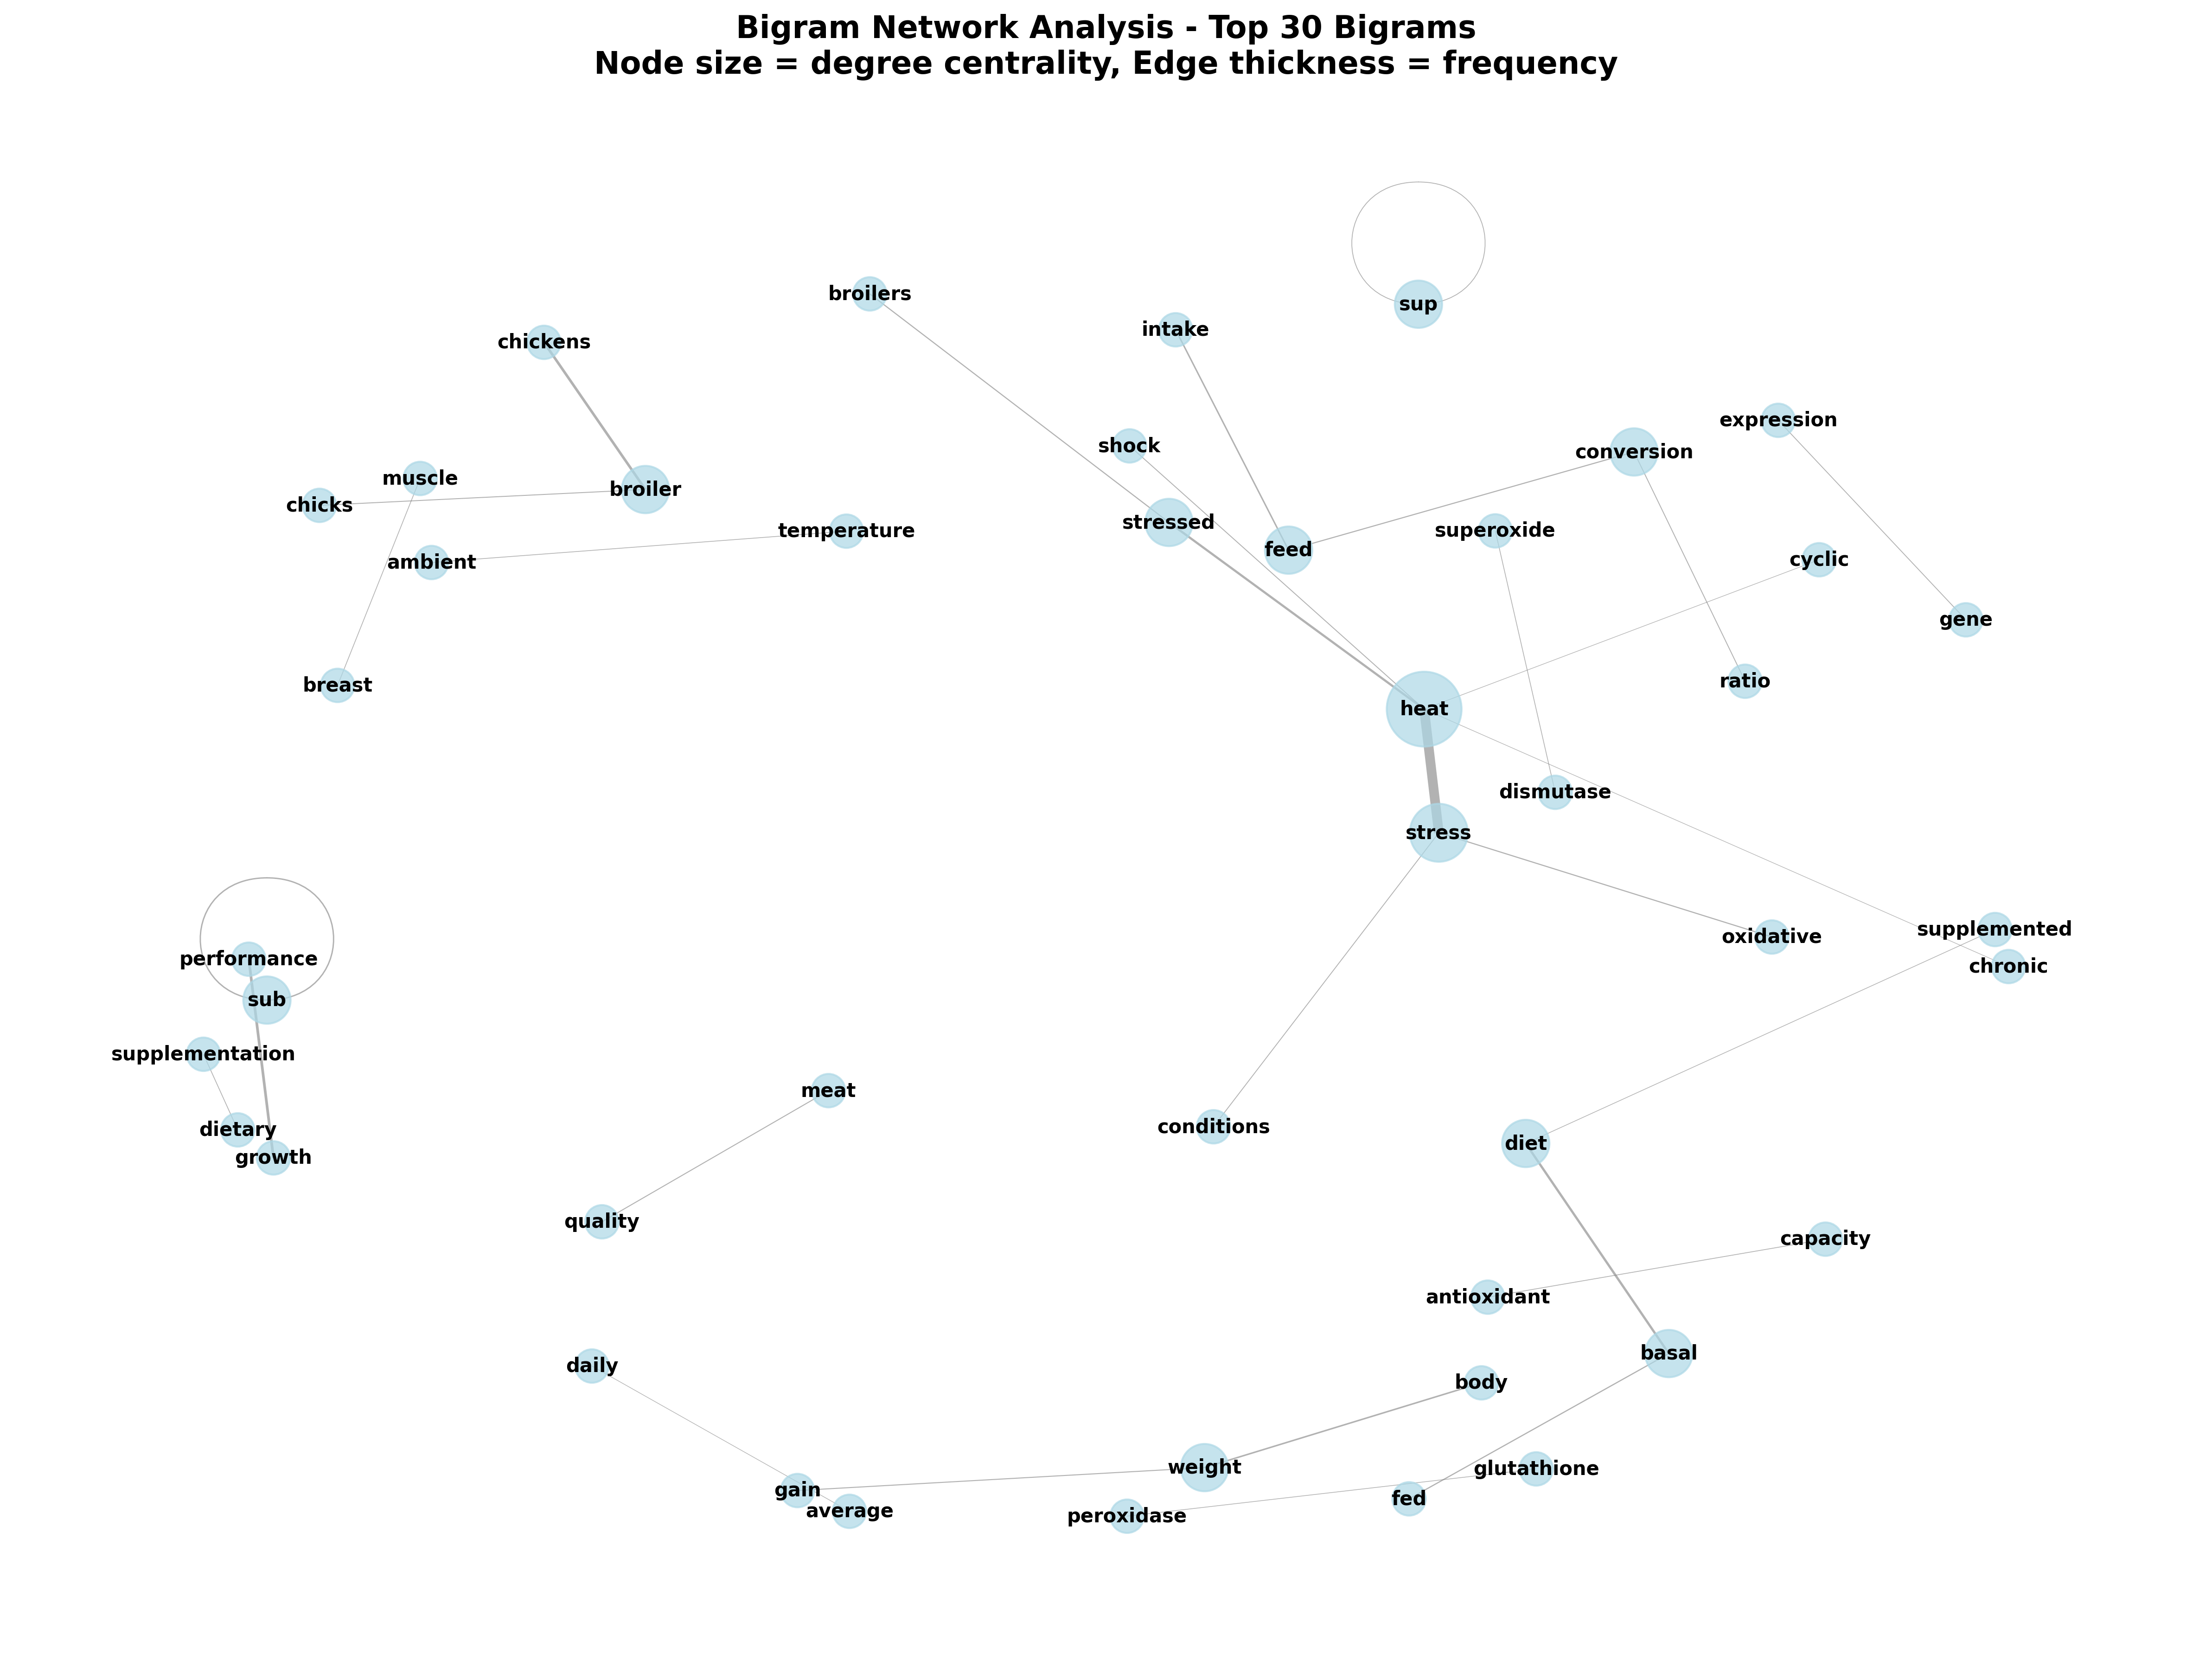 Bigram Network Analysis - Top 30 Bigrams
Node size = degree centrality, Edge thickness = frequency
broilers
sup
intake
chickens
expression
shock
conversion
muscle
broiler
chicks
stressed
temperature
superoxide
feed
ambient
cyclic
gene
breast
ratio
heat
dismutase
stress
supplemented
oxidative
performance
chronic
sub
supplementation
meat
conditions
dietary
diet
growth
quality
capacity
antioxidant
basal
daily
body
weight
glutathione
gain
fed
average
peroxidase